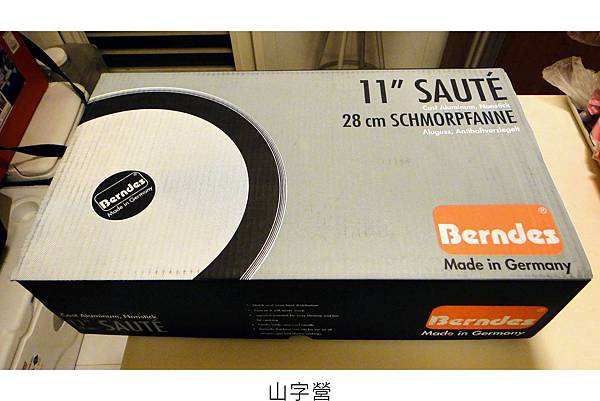 11” SAUTÉ
Cast Aluminum, Nonstick
28 cm SCHMORPFANNE
Aluguss, Antihaftversiegelt
Berndes
Made in Germany
Berndes®
Made in Germany
Cast Aluminum, Nonstick
11” SAUTÉ
Berndes®
Made in Germany
山字營